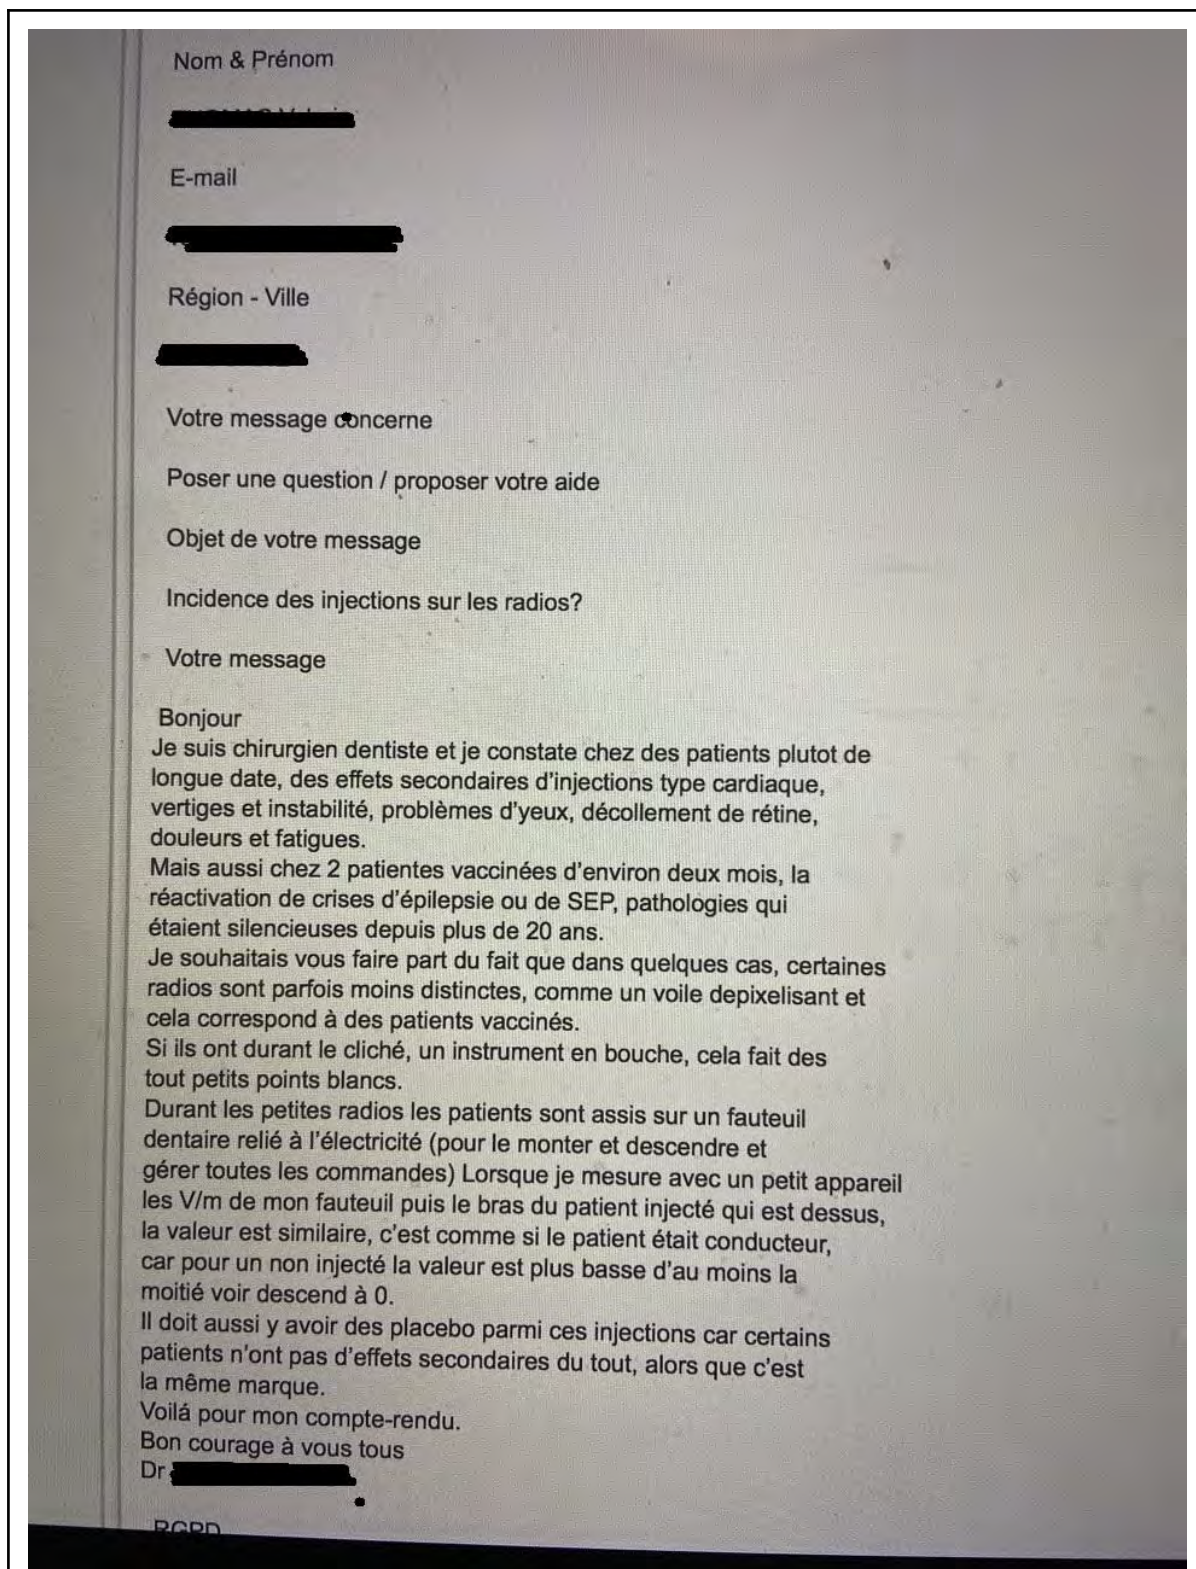 Nom & Prénom
E-mail
Région - Ville
Votre message concerne
Poser une question / proposer votre aide
Objet de votre message
Incidence des injections sur les radios?
Votre message
Bonjour
Je suis chirurgien dentiste et je constate chez des patients plutot de
longue date, des effets secondaires d'injections type cardiaque,
vertiges et instabilité, problèmes d'yeux, décollement de rétine,
douleurs et fatigues.
Mais aussi chez 2 patientes vaccinées d'environ deux mois, la
réactivation de crises d'épilepsie ou de SEP, pathologies qui
étaient silencieuses depuis plus de 20 ans.
Je souhaitais vous faire part du fait que dans quelques cas, certaines
radios sont parfois moins distinctes, comme un voile depixelisant et
cela correspond à des patients vaccinés.
Si ils ont durant le cliché, un instrument en bouche, cela fait des
tout petits points blancs.
Durant les petites radios les patients sont assis sur un fauteuil
dentaire relié à l'électricité (pour le monter et descendre et
gérer toutes les commandes) Lorsque je mesure avec un petit appareil
les V/m de mon fauteuil puis le bras du patient injecté qui est dessus,
la valeur est similaire, c'est comme si le patient était conducteur,
car pour un non injecté la valeur est plus basse d'au moins la
moitié voir descend à 0.
Il doit aussi y avoir des placebo parmi ces injections car certains
patients n'ont pas d'effets secondaires du tout, alors que c'est
la même marque.
Voilá pour mon compte-rendu.
Bon courage à vous tous
Dr
RGPD